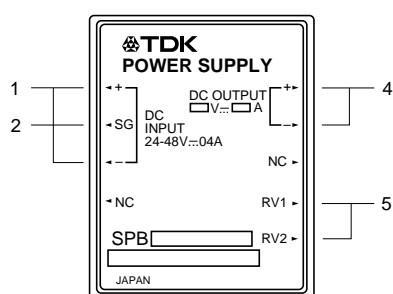 TDK
POWER SUPPLY
1
+
DC OUTPUT
+
4
V A
2
SG
DC
INPUT
24-48V 04A
−
−
NC
NC
RV1
5
SPB
RV2
JAPAN